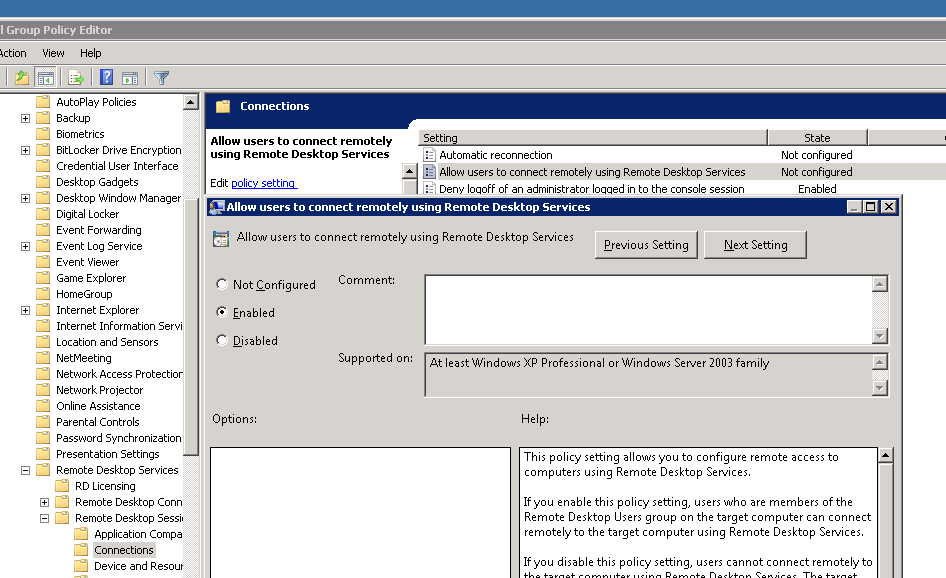 l Group Policy Editor
Action View Help
AutoPlay Policies
Backup
Biometrics
BitLocker Drive Encryption
Credential User Interface
Desktop Gadgets
Desktop Window Manager
Digital Locker
Event Forwarding
Event Log Service
Event Viewer
Game Explorer
HomeGroup
Internet Explorer
Internet Information Servi
Location and Sensors
NetMeeting
Network Access Protection
Network Projector
Online Assistance
Parental Controls
Password Synchronization
Presentation Settings
Remote Desktop Services
RD Licensing
Remote Desktop Conn
Remote Desktop Sessi
Application Compa
Connections
Device and Resour
Connections
Allow users to connect remotely
using Remote Desktop Services
Edit policy setting
Setting State
Automatic reconnection Not configured
Allow users to connect remotely using Remote Desktop Services Not configured
Deny logoff of an administrator logged in to the console session Enabled
Allow users to connect remotely using Remote Desktop Services
Allow users to connect remotely using Remote Desktop Services
Previous Setting Next Setting
Not Configured
Enabled
Disabled
Comment:
Supported on:
At least Windows XP Professional or Windows Server 2003 family
Options:
Help:
This policy setting allows you to configure remote access to
computers using Remote Desktop Services.
If you enable this policy setting, users who are members of the
Remote Desktop Users group on the target computer can connect
remotely to the target computer using Remote Desktop Services.
If you disable this policy setting, users cannot connect remotely to
the target computer using Remote Desktop Services. The target